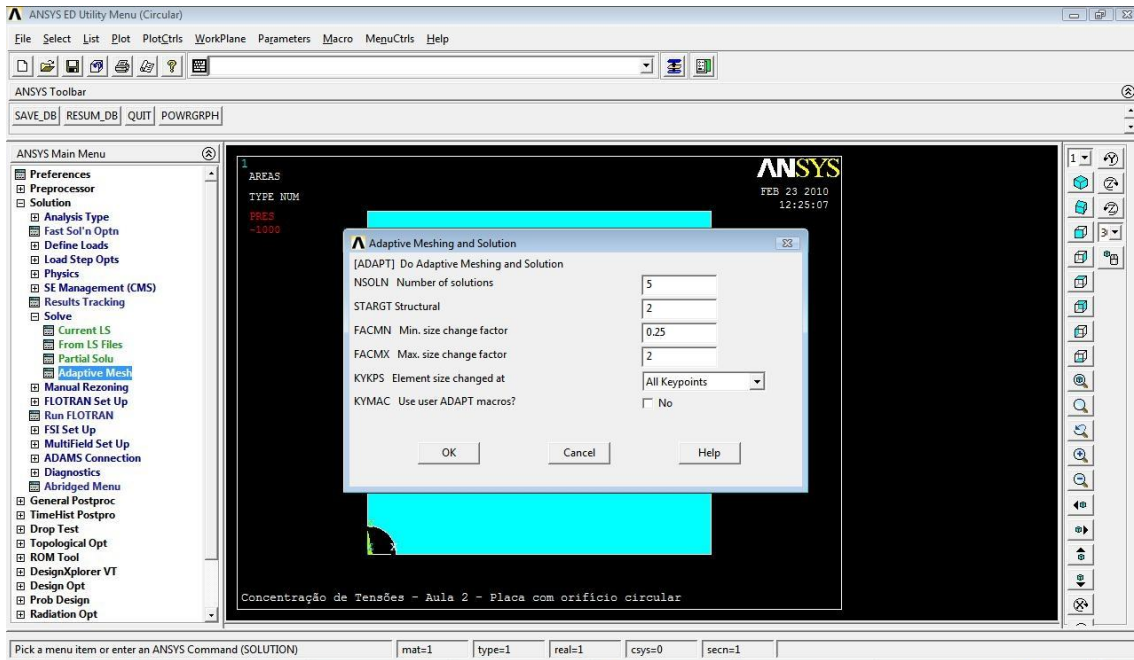 ANSYS ED Utility Menu (Circular)
File Select List Plot PlotCtrls WorkPlane Parameters Macro MenuCtrls Help
ANSYS Toolbar
SAVE_DB RESUM_DB QUIT POWRGRPH
ANSYS Main Menu
Preferences
Preprocessor
Solution
Analysis Type
Fast Sol'n Optn
Define Loads
Load Step Opts
Physics
SE Management (CMS)
Results Tracking
Solve
Current LS
From LS Files
Partial Solu
Adaptive Mesh
Manual Rezoning
FLOTRAN Set Up
Run FLOTRAN
FSI Set Up
MultiField Set Up
ADAMS Connection
Diagnostics
Abridged Menu
General Postproc
TimeHist Postpro
Drop Test
Topological Opt
ROM Tool
DesignXplorer VT
Design Opt
Prob Design
Radiation Opt
1
AREAS
TYPE NUM
PRES
-1000
ANSYS
FEB 23 2010
12:25:07
Adaptive Meshing and Solution
[ADAPT] Do Adaptive Meshing and Solution
NSOLN Number of solutions 5
STARGT Structural 2
FACMN Min. size change factor 0.25
FACMX Max. size change factor 2
KYKPS Element size changed at All Keypoints
KYMAC Use user ADAPT macros? No
OK Cancel Help
X
Concentração de Tensões - Aula 2 - Placa com orifício circular
1
Pick a menu item or enter an ANSYS Command (SOLUTION) mat=1 type=1 real=1 csys=0 secn=1